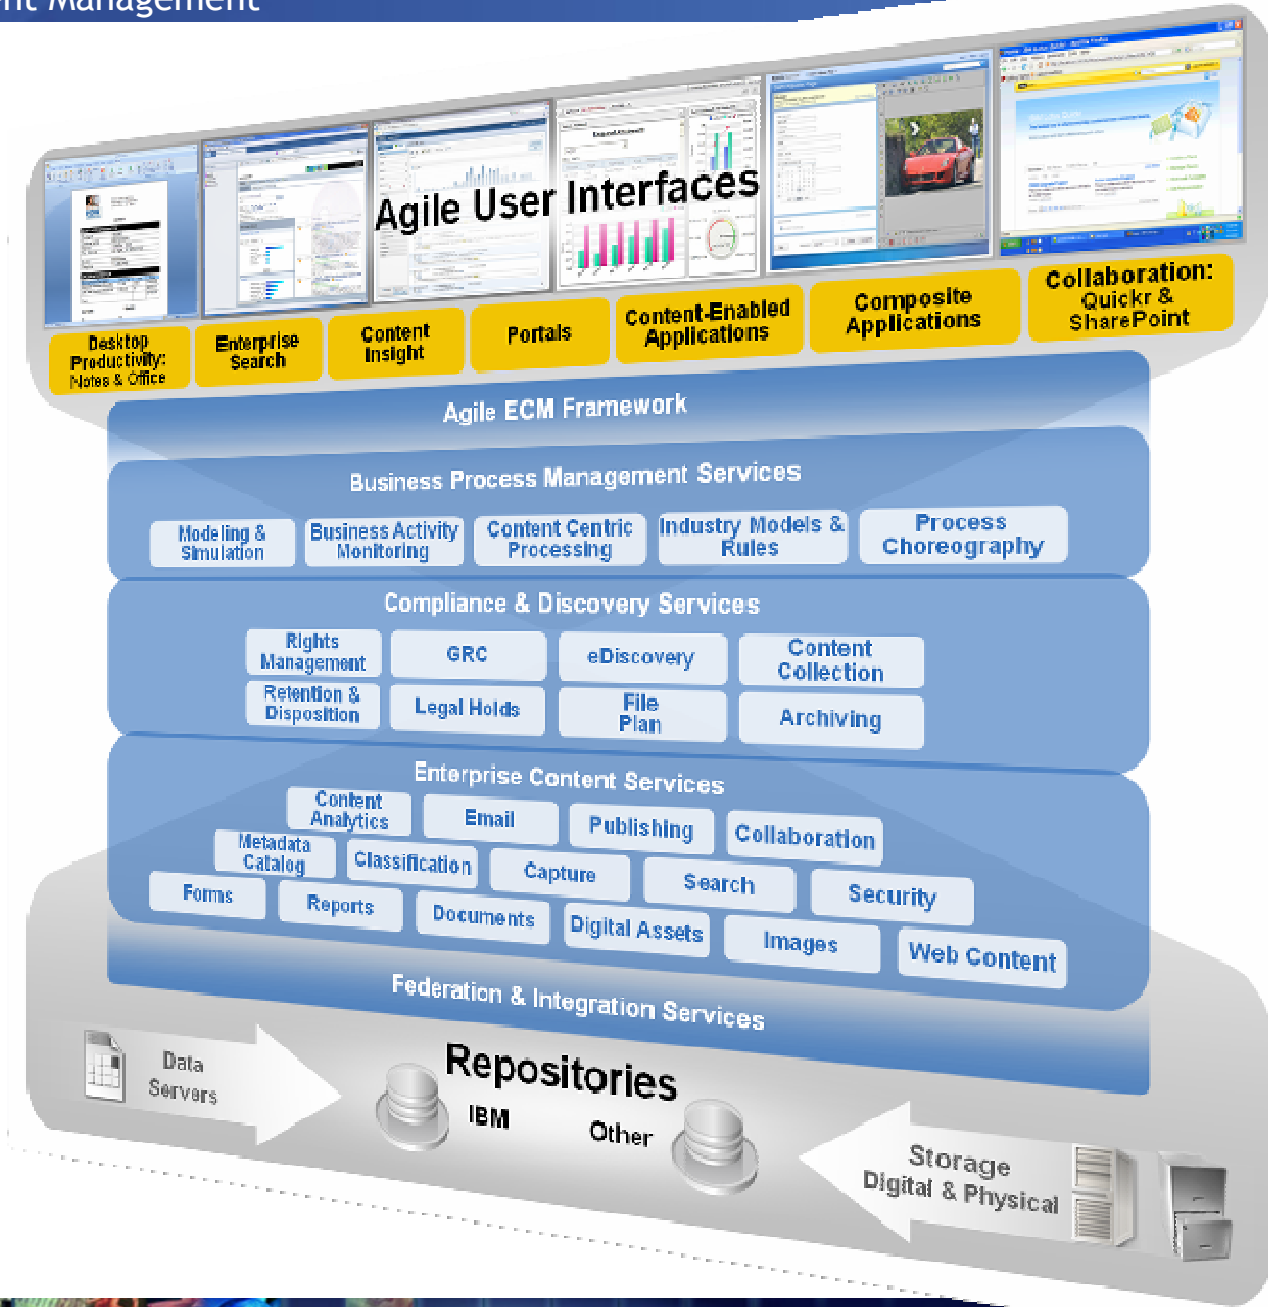 nt Management
Agile User Interfaces
Desktop
Productivity:
Notes & Office
Enterprise
Search
Content
Insight
Portals
Content-Enabled
Applications
Composite
Applications
Collaboration:
Quickr &
SharePoint
Agile ECM Framework
Business Process Management Services
Modeling &
Simulation
Business Activity
Monitoring
Content Centric
Processing
Industry Models &
Rules
Process
Choreography
Compliance & Discovery Services
Rights
Management
GRC
eDiscovery
Content
Collection
Retention &
Disposition
Legal Holds
File
Plan
Archiving
Enterprise Content Services
Content
Analytics
Email
Publishing
Collaboration
Metadata
Catalog
Classification
Capture
Search
Security
Forms
Reports
Documents
Digital Assets
Images
Web Content
Federation & Integration Services
Data
Servers
Repositories
IBM
Other
Storage
Digital & Physical